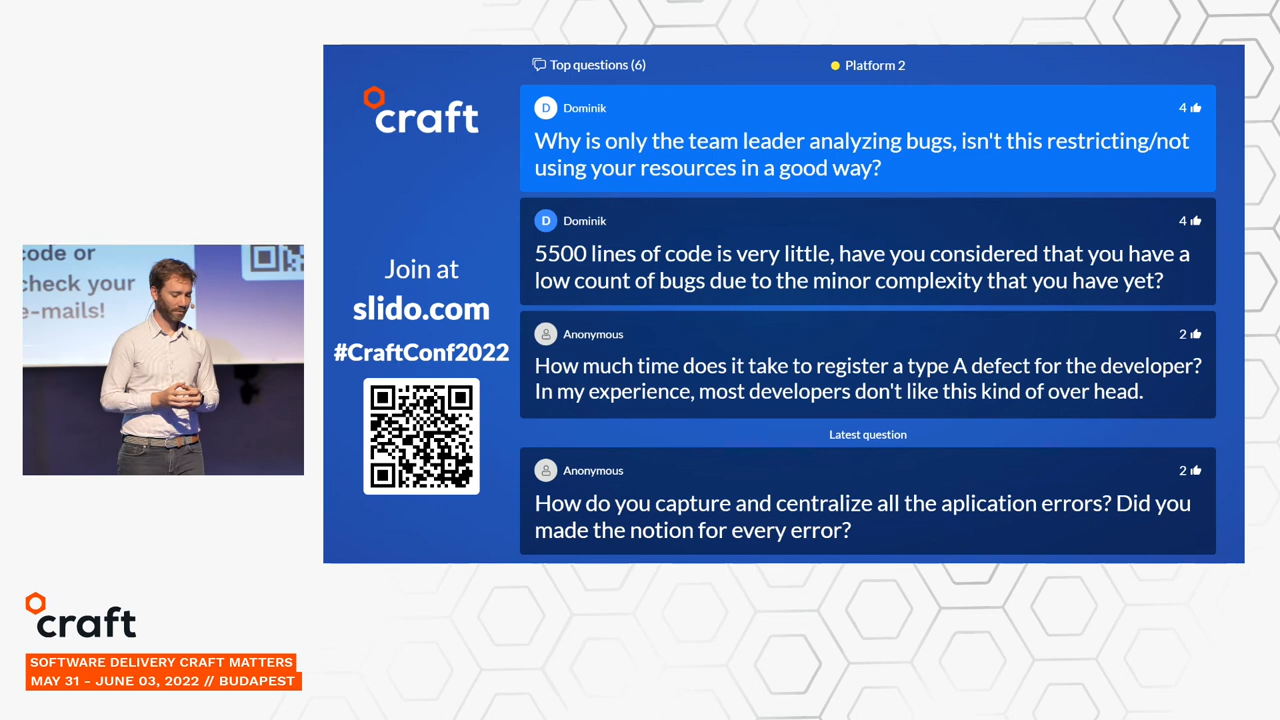 code or
check your
e-mails!
craft
SOFTWARE DELIVERY CRAFT MATTERS
MAY 31 - JUNE 03, 2022 // BUDAPEST
craft
Join at
slido.com
#CraftConf2022
Top questions (6)
Platform 2
D Dominik 4
Why is only the team leader analyzing bugs, isn't this restricting/not
using your resources in a good way?
D Dominik 4
5500 lines of code is very little, have you considered that you have a
low count of bugs due to the minor complexity that you have yet?
Anonymous 2
How much time does it take to register a type A defect for the developer?
In my experience, most developers don't like this kind of over head.
Latest question
Anonymous 2
How do you capture and centralize all the aplication errors? Did you
made the notion for every error?